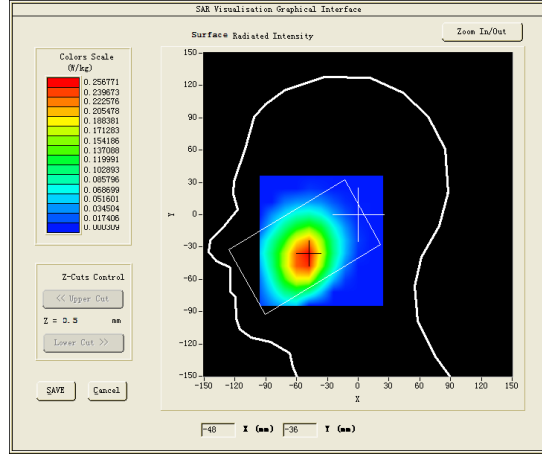 SAR Visualisation Graphical Interface
Surface Radiated Intensity
Zoom In/Out
Colors Scale
(W/kg)
0.256771
0.239673
0.222576
0.205478
0.188381
0.171283
0.154186
0.137088
0.119991
0.102893
0.085796
0.068699
0.051601
0.034504
0.017406
0.000309
Z-Cuts Control
<< Upper Cut
Z = 3.5 mm
Lower Cut >>
SAVE Cancel
150
120
90
60
30
0
-30
-60
-90
-120
-150
Y
-150 -120 -90 -60 -30 0 30 60 90 120 150
X
-48 X (mm) -36 Y (mm)